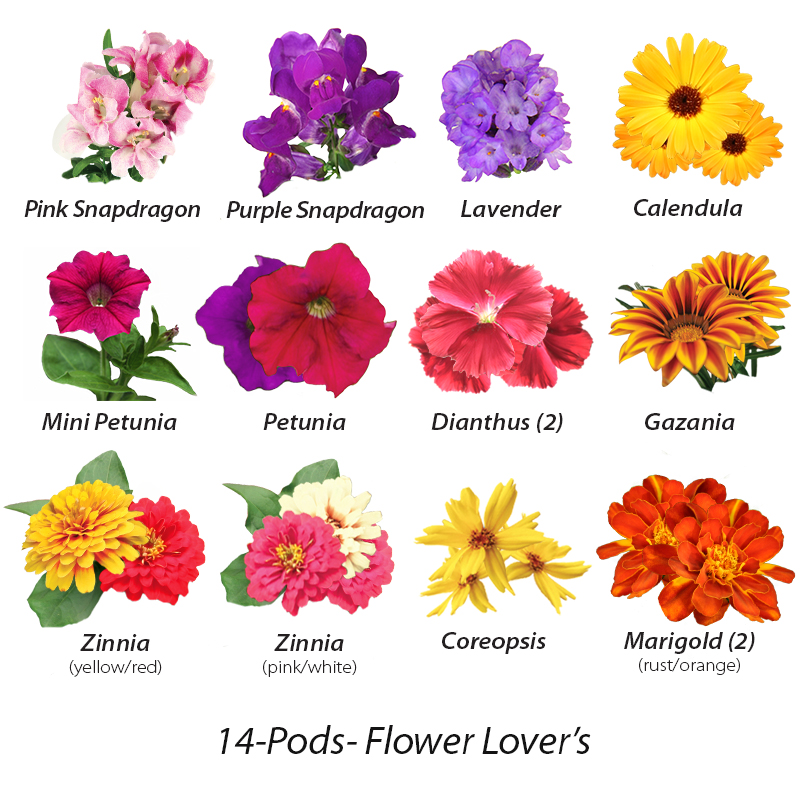 Pink Snapdragon
Purple Snapdragon
Lavender
Calendula
Mini Petunia
Petunia
Dianthus (2)
Gazania
Zinnia
(yellow/red)
Zinnia
(pink/white)
Coreopsis
Marigold (2)
(rust/orange)
14-Pods- Flower Lover's